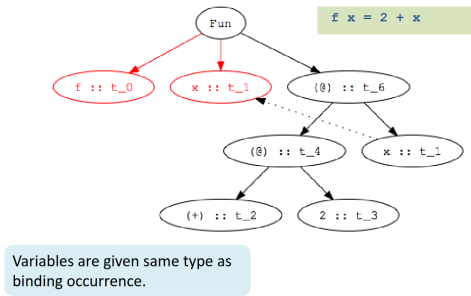 f x = 2 + x
Fun
f :: t_0
x :: t_1
(@) :: t_6
(@) :: t_4
x :: t_1
(+) :: t_2
2 :: t_3
Variables are given same type as
binding occurrence.